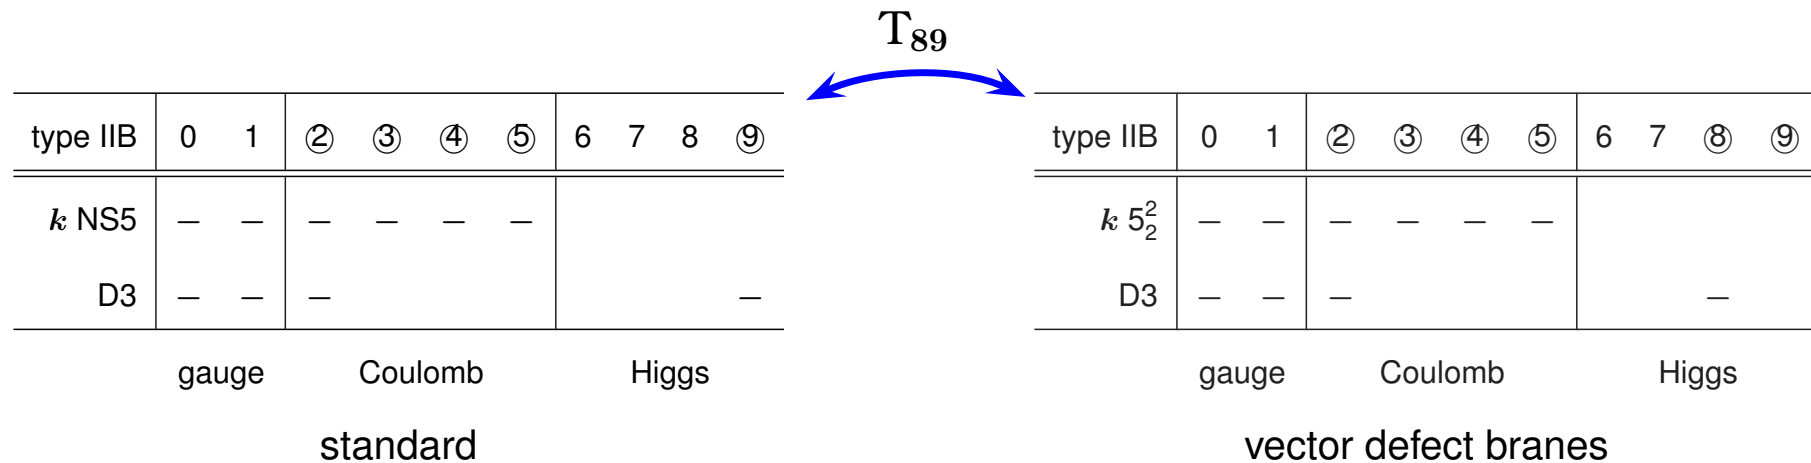 T₈₉
type IIB 0 1 ② ③ ④ ⑤ 6 7 8 ⑨
k NS5 – – – – – –
D3 – – – –
gauge Coulomb Higgs
standard
type IIB 0 1 ② ③ ④ ⑤ 6 7 ⑧ ⑨
k 5²₂ – – – – – –
D3 – – – –
gauge Coulomb Higgs
vector defect branes